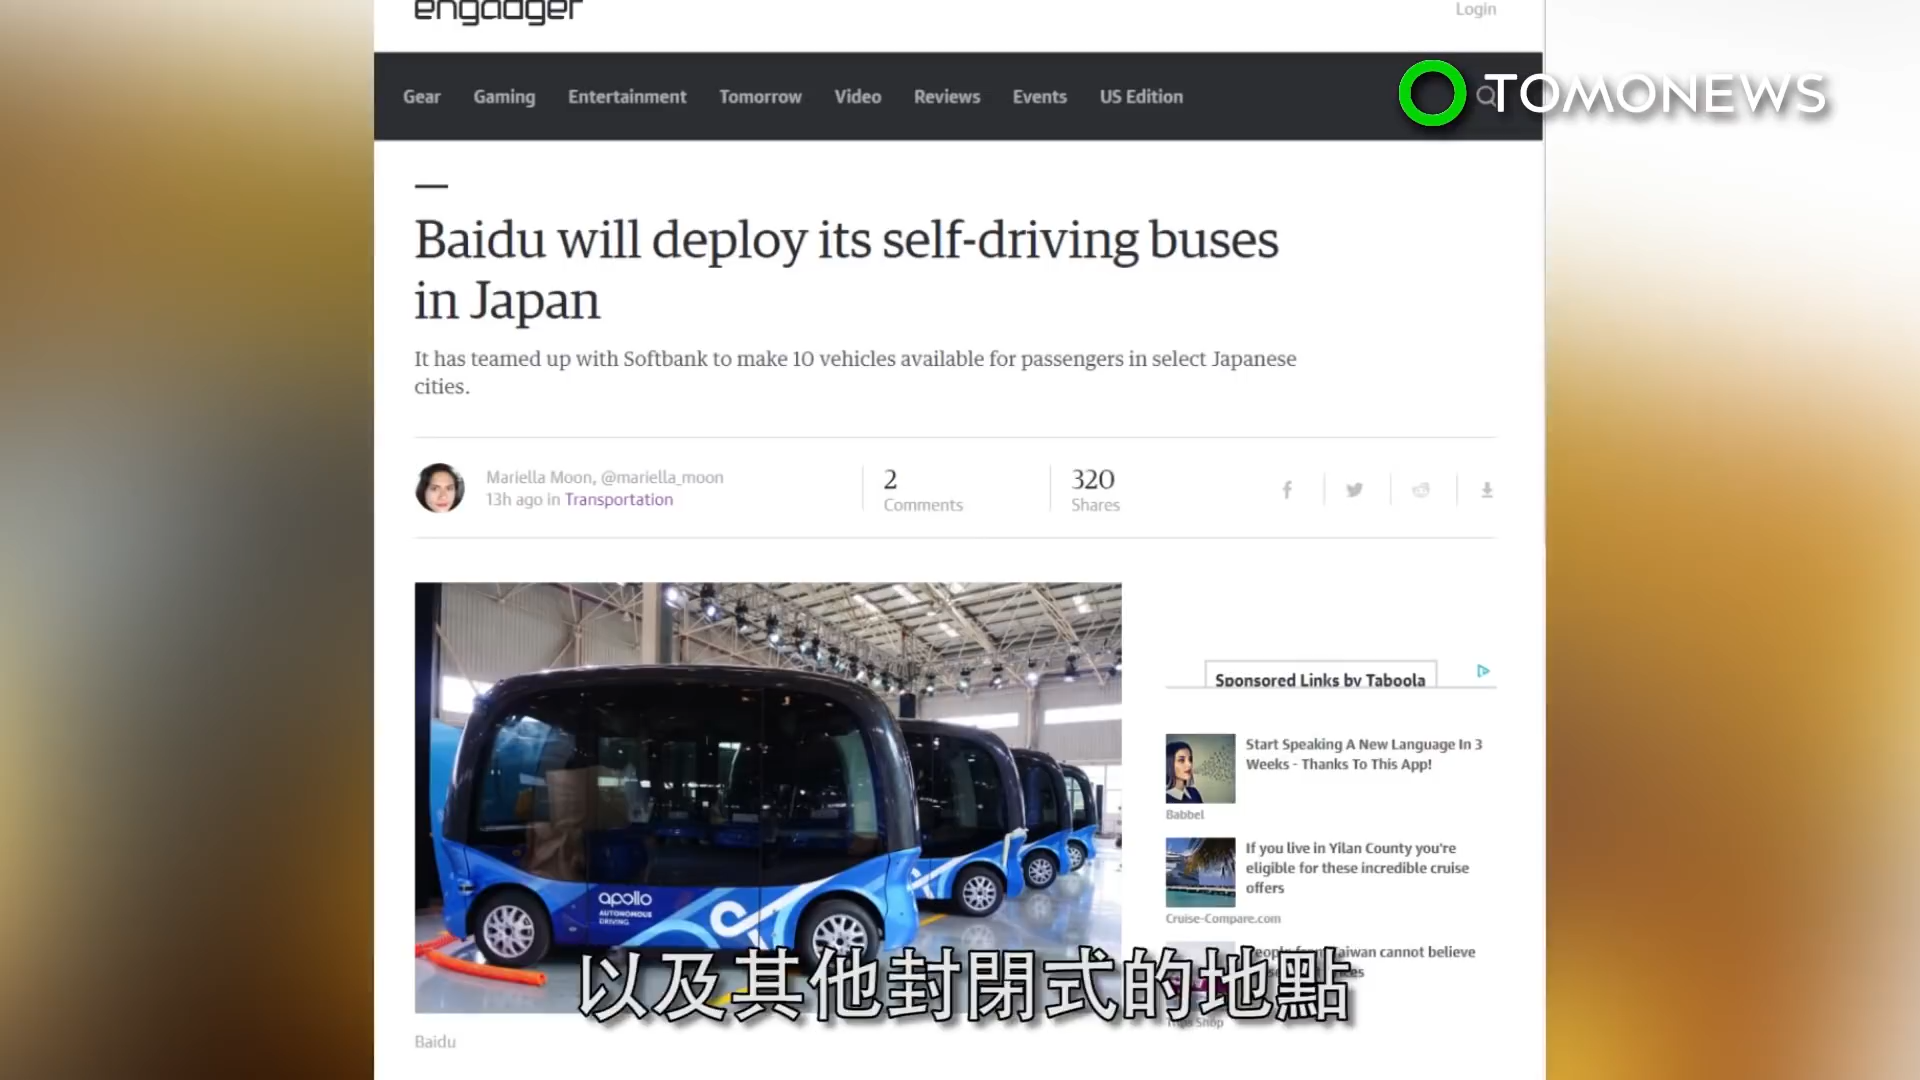 engadget
Login
Gear Gaming Entertainment Tomorrow Video Reviews Events US Edition
TOMONEWS
Baidu will deploy its self-driving buses
in Japan
It has teamed up with Softbank to make 10 vehicles available for passengers in select Japanese
cities.
Mariella Moon, @mariella_moon
13h ago in Transportation
2
Comments
320
Shares
apollo
AUTONOMOUS
DRIVING
Baidu
Sponsored Links by Taboola
Start Speaking A New Language In 3
Weeks - Thanks To This App!
Babbel
If you live in Yilan County you're
eligible for these incredible cruise
offers
Cruise-Compare.com
Taiwan cannot believe
Shop
以及其他封閉式的地點